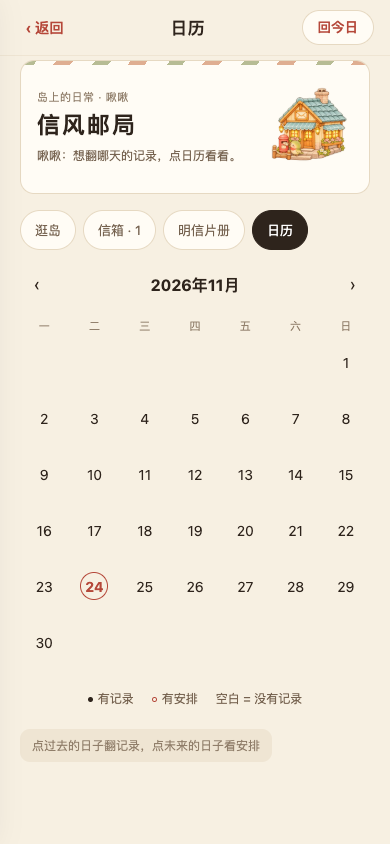 ‹ 返回
日历
回今日
岛上的日常 · 啾啾
信风邮局
啾啾：想翻哪天的记录，点日历看看。
逛岛
信箱 · 1
明信片册
日历
‹ 2026年11月 ›
一 二 三 四 五 六 日
1
2 3 4 5 6 7 8
9 10 11 12 13 14 15
16 17 18 19 20 21 22
23 24 25 26 27 28 29
30
有记录 有安排 空白 = 没有记录
点过去的日子翻记录，点未来的日子看安排